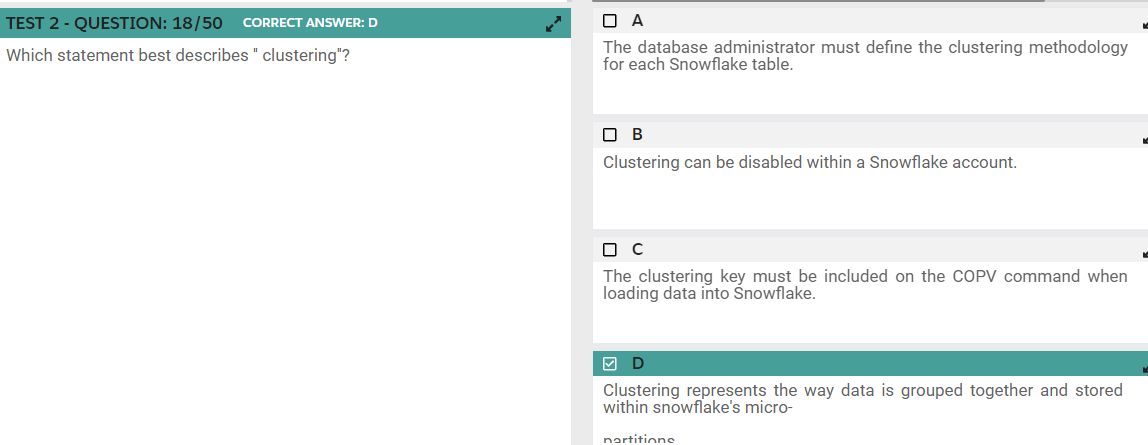 TEST 2 - QUESTION: 18/50 CORRECT ANSWER: D
Which statement best describes " clustering"?
A
The database administrator must define the clustering methodology
for each Snowflake table.
B
Clustering can be disabled within a Snowflake account.
C
The clustering key must be included on the COPV command when
loading data into Snowflake.
D
Clustering represents the way data is grouped together and stored
within snowflake's micro-
partitions